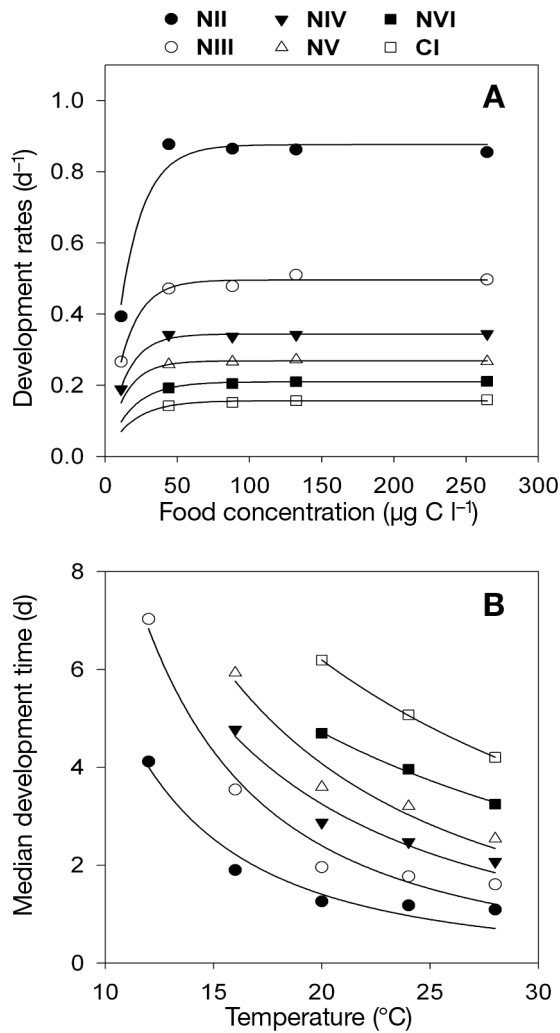 NII NIV NVI
NIII NV CI
A
1.0
0.8
0.6
0.4
0.2
0.0
Development rates (d⁻¹)
0 50 100 150 200 250 300
Food concentration (µg C l⁻¹)
B
8
6
4
2
0
Median development time (d)
10 15 20 25 30
Temperature (°C)